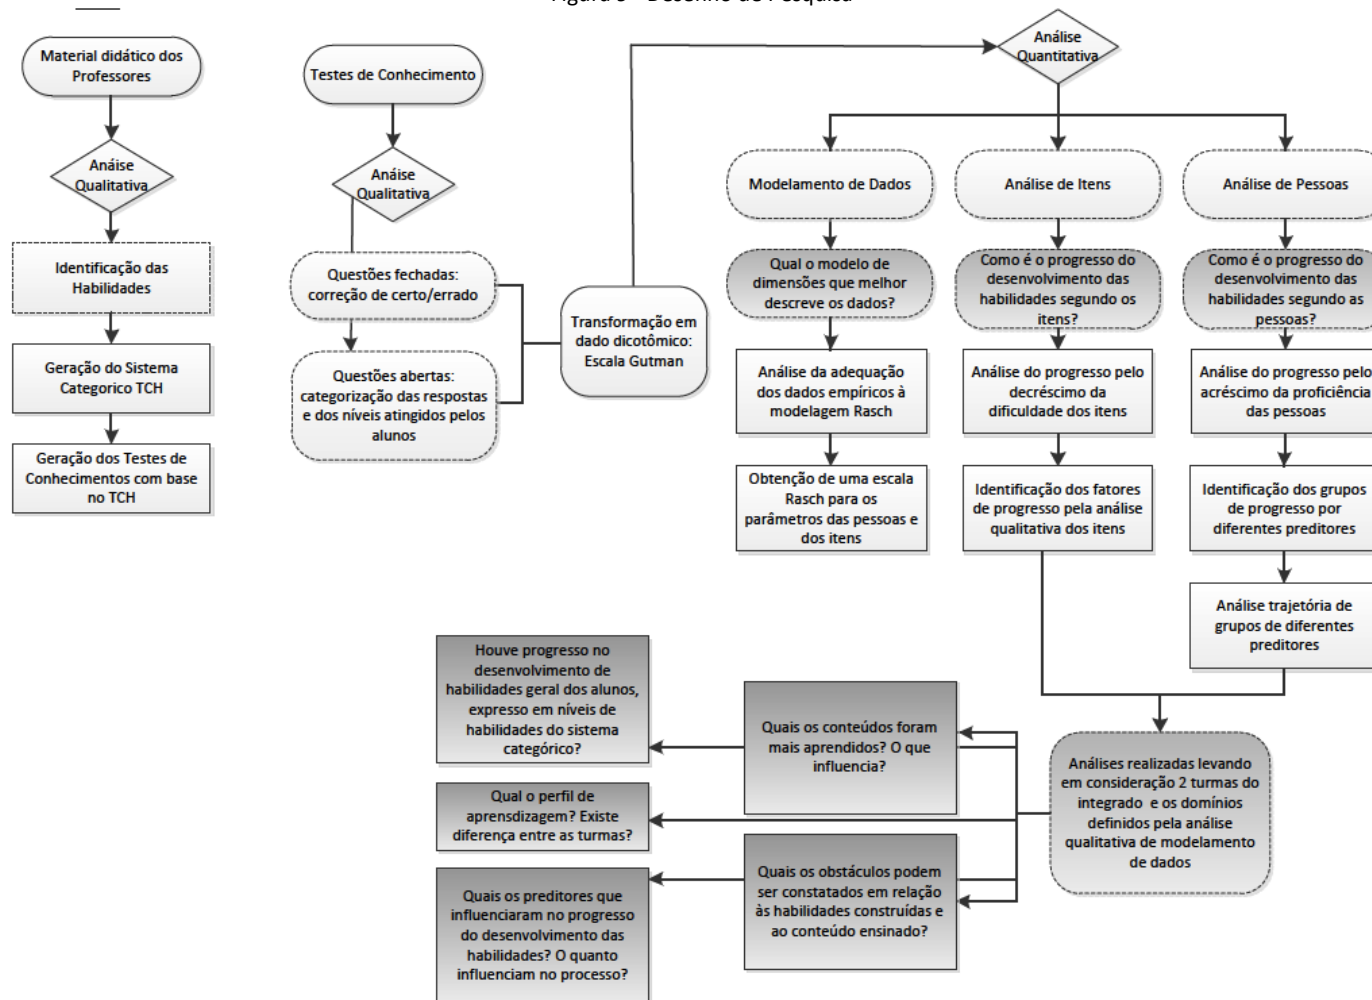 Material didático dos
Professores
Anáise
Qualitativa
Identificação das
Habilidades
Geração do Sistema
Categorico TCH
Geração dos Testes de
Conhecimentos com base
no TCH
Testes de Conhecimento
Anáise
Qualitativa
Questões fechadas:
correção de certo/errado
Questões abertas:
categorização das respostas
e dos níveis atingidos pelos
alunos
Transformação em
dado dicotômico:
Escala Gutman
Análise
Quantitativa
Modelamento de Dados
Qual o modelo de
dimensões que melhor
descreve os dados?
Análise da adequação
dos dados empíricos à
modelagem Rasch
Obtenção de uma escala
Rasch para os
parâmetros das pessoas e
dos itens
Análise de Itens
Como é o progresso do
desenvolvimento das
habilidades segundo os
itens?
Análise do progresso pelo
decréscimo da
dificuldade dos itens
Identificação dos fatores
de progresso pela análise
qualitativa dos itens
Análise de Pessoas
Como é o progresso do
desenvolvimento das
habilidades segundo as
pessoas?
Análise do progresso pelo
acréscimo da proficiência
das pessoas
Identificação dos grupos
de progresso por
diferentes preditores
Análise trajetória de
grupos de diferentes
preditores
Análises realizadas levando
em consideração 2 turmas do
integrado e os domínios
definidos pela análise
qualitativa de modelamento
de dados
Quais os conteúdos foram
mais aprendidos? O que
influencia?
Quais os obstáculos podem
ser constatados em relação
às habilidades construídas e
ao conteúdo ensinado?
Houve progresso no
desenvolvimento de
habilidades geral dos alunos,
expresso em níveis de
habilidades do sistema
categórico?
Qual o perfil de
aprensdizagem? Existe
diferença entre as turmas?
Quais os preditores que
influenciaram no progresso
do desenvolvimento das
habilidades? O quanto
influenciam no processo?